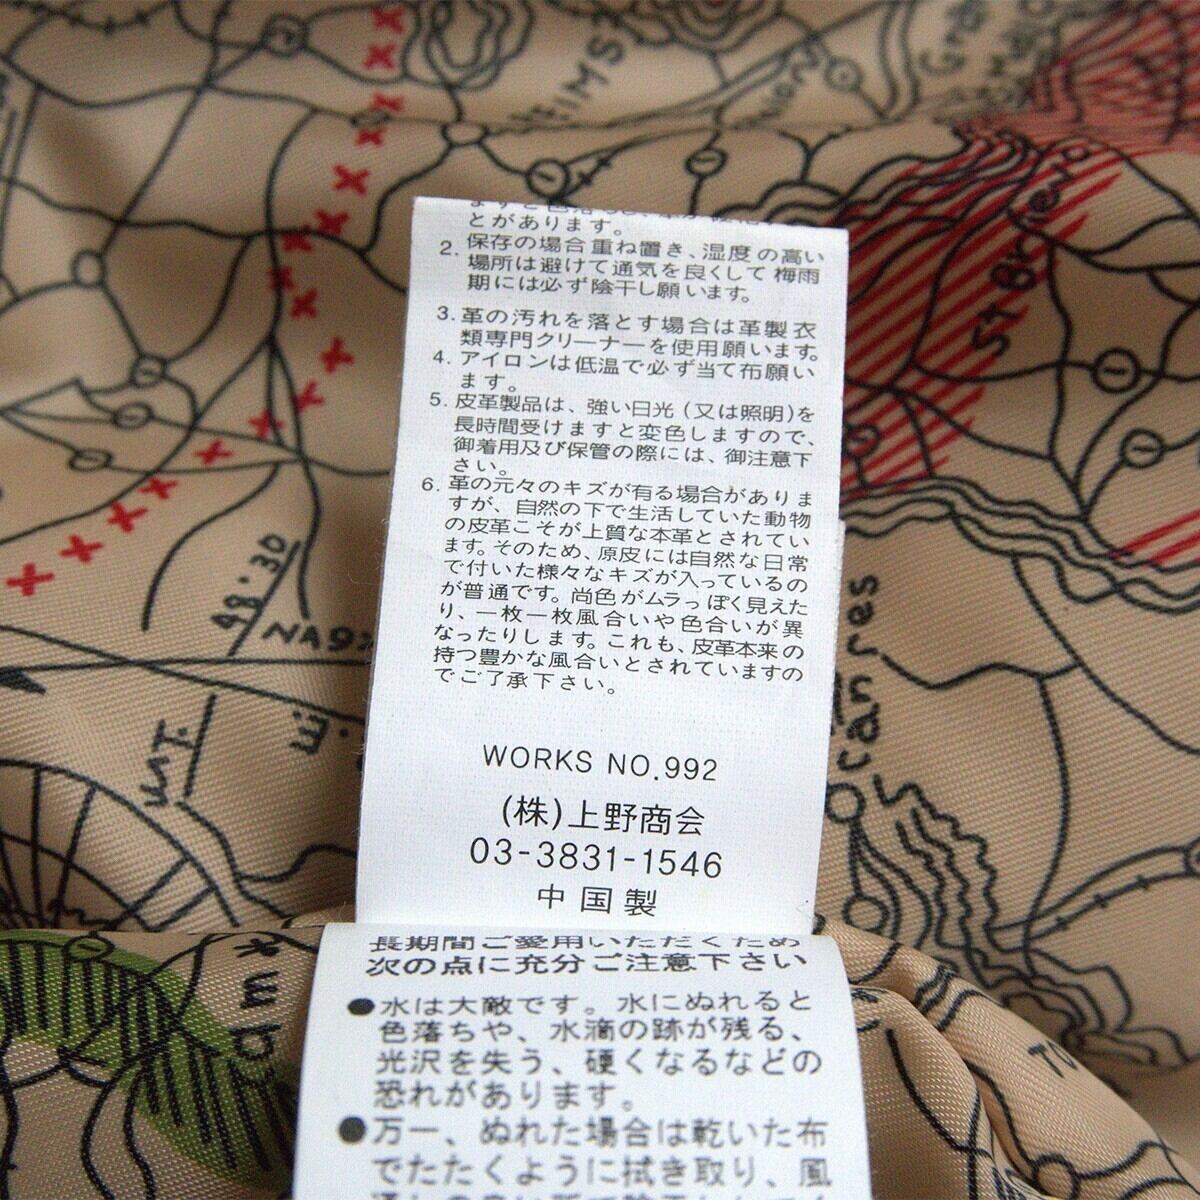 とがあります。
2. 保存の場合重ね置き、湿度の高い
場所は避けて通気を良くして梅雨
期には必ず陰干し願います。
3. 革の汚れを落とす場合は革製衣
類専門クリーナーを使用願います。
4. アイロンは低温で必ず当て布願い
ます。
5. 皮革製品は、強い日光(又は照明)を
長時間受けますと変色しますので、
御着用及び保管の際には、御注意下
さい。
6. 革の元々のキズが有る場合がありま
すが、自然の下で生活していた動物
の皮革こそが上質な本革とされてい
ます。そのため、原皮には自然な日常
で付いた様々なキズが入っているの
が普通です。尚色がムラっぽく見えた
り、一枚一枚風合いや色合いが異
なったりします。これも、皮革本来の
持つ豊かな風合いとされていますの
でご了承下さい。
WORKS NO.992
(株)上野商会
03-3831-1546
中国製
長期間ご愛用いただくため
次の点に充分ご注意下さい
●水は大敵です。水にぬれると
色落ちや、水滴の跡が残る、
光沢を失う、硬くなるなどの
恐れがあります。
●万一、ぬれた場合は乾いた布
でたたくように拭き取り、風
St Brieuc
48°30
INT.